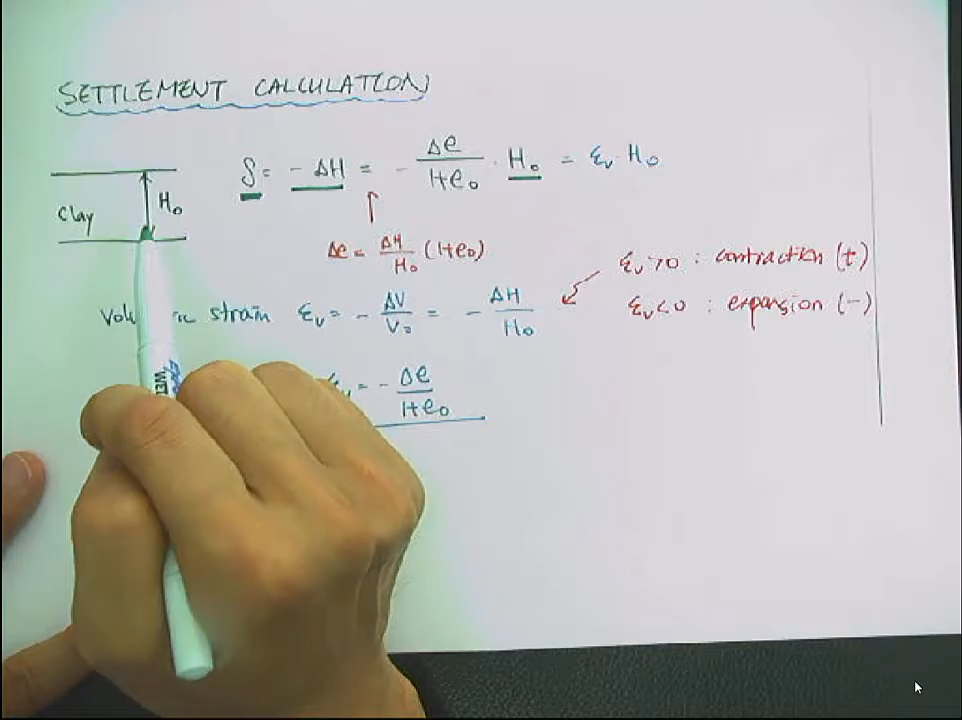 SETTLEMENT CALCULATION
S = - ΔH = - Δe/1+e₀ · H₀ = εᵥ · H₀
H₀
Clay
Δe = ΔH/H₀ (1+e₀)
εᵥ>0 : contraction (+)
strain εᵥ = - ΔV/V₀ = - ΔH/H₀
εᵥ<0 : expansion (-)
= - Δe/1+e₀